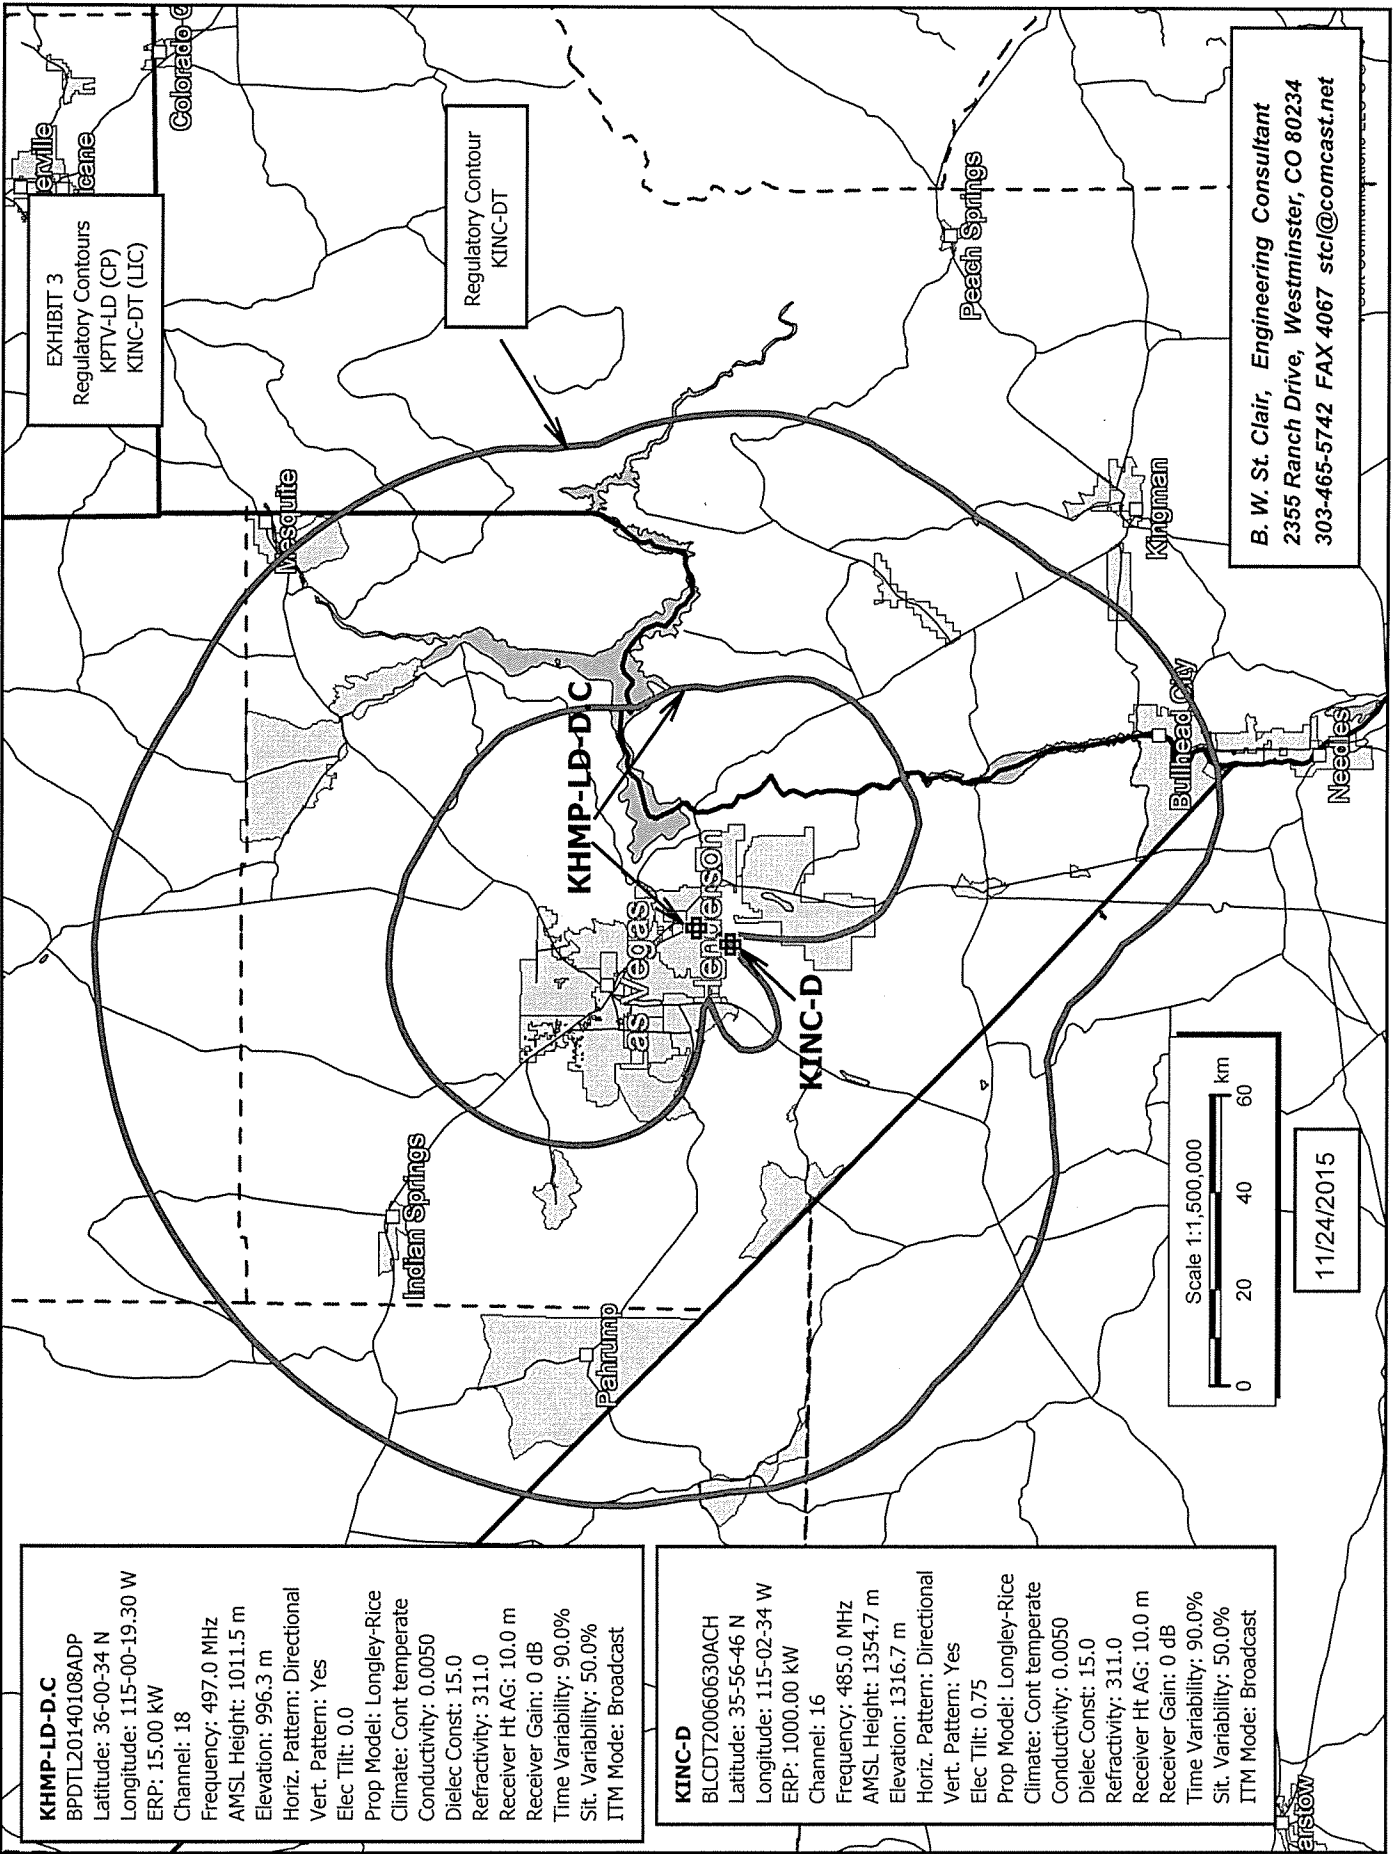 KHMP-LD-D.C
BPDTL20140108ADP
Latitude: 36-00-34 N
Longitude: 115-00-19.30 W
ERP: 15.00 kW
Channel: 18
Frequency: 497.0 MHz
AMSL Height: 1011.5 m
Elevation: 996.3 m
Horiz. Pattern: Directional
Vert. Pattern: Yes
Elec Tilt: 0.0
Prop Model: Longley-Rice
Climate: Cont temperate
Conductivity: 0.0050
Dielec Const: 15.0
Refractivity: 311.0
Receiver Ht AG: 10.0 m
Receiver Gain: 0 dB
Time Variability: 90.0%
Sit. Variability: 50.0%
ITM Mode: Broadcast
KINC-D
BLCDT20060630ACH
Latitude: 35-56-46 N
Longitude: 115-02-34 W
ERP: 1000.00 kW
Channel: 16
Frequency: 485.0 MHz
AMSL Height: 1354.7 m
Elevation: 1316.7 m
Horiz. Pattern: Directional
Vert. Pattern: Yes
Elec Tilt: 0.75
Prop Model: Longley-Rice
Climate: Cont temperate
Conductivity: 0.0050
Dielec Const: 15.0
Refractivity: 311.0
Receiver Ht AG: 10.0 m
Receiver Gain: 0 dB
Time Variability: 90.0%
Sit. Variability: 50.0%
ITM Mode: Broadcast
EXHIBIT 3
Regulatory Contours
KPTV-LD (CP)
KINC-DT (LIC)
erville
icane
Colorado C
Regulatory Contour
KINC-DT
Mesquite
Indian Springs
Pahrump
KHMP-LD-D C
Las Vegas
Henderson
KINC-D
Peach Springs
Kingman
Bullhead City
Needles
arstow
Scale 1:1,500,000
0 20 40 60 km
11/24/2015
B. W. St. Clair, Engineering Consultant
2355 Ranch Drive, Westminster, CO 80234
303-465-5742 FAX 4067 stcl@comcast.net